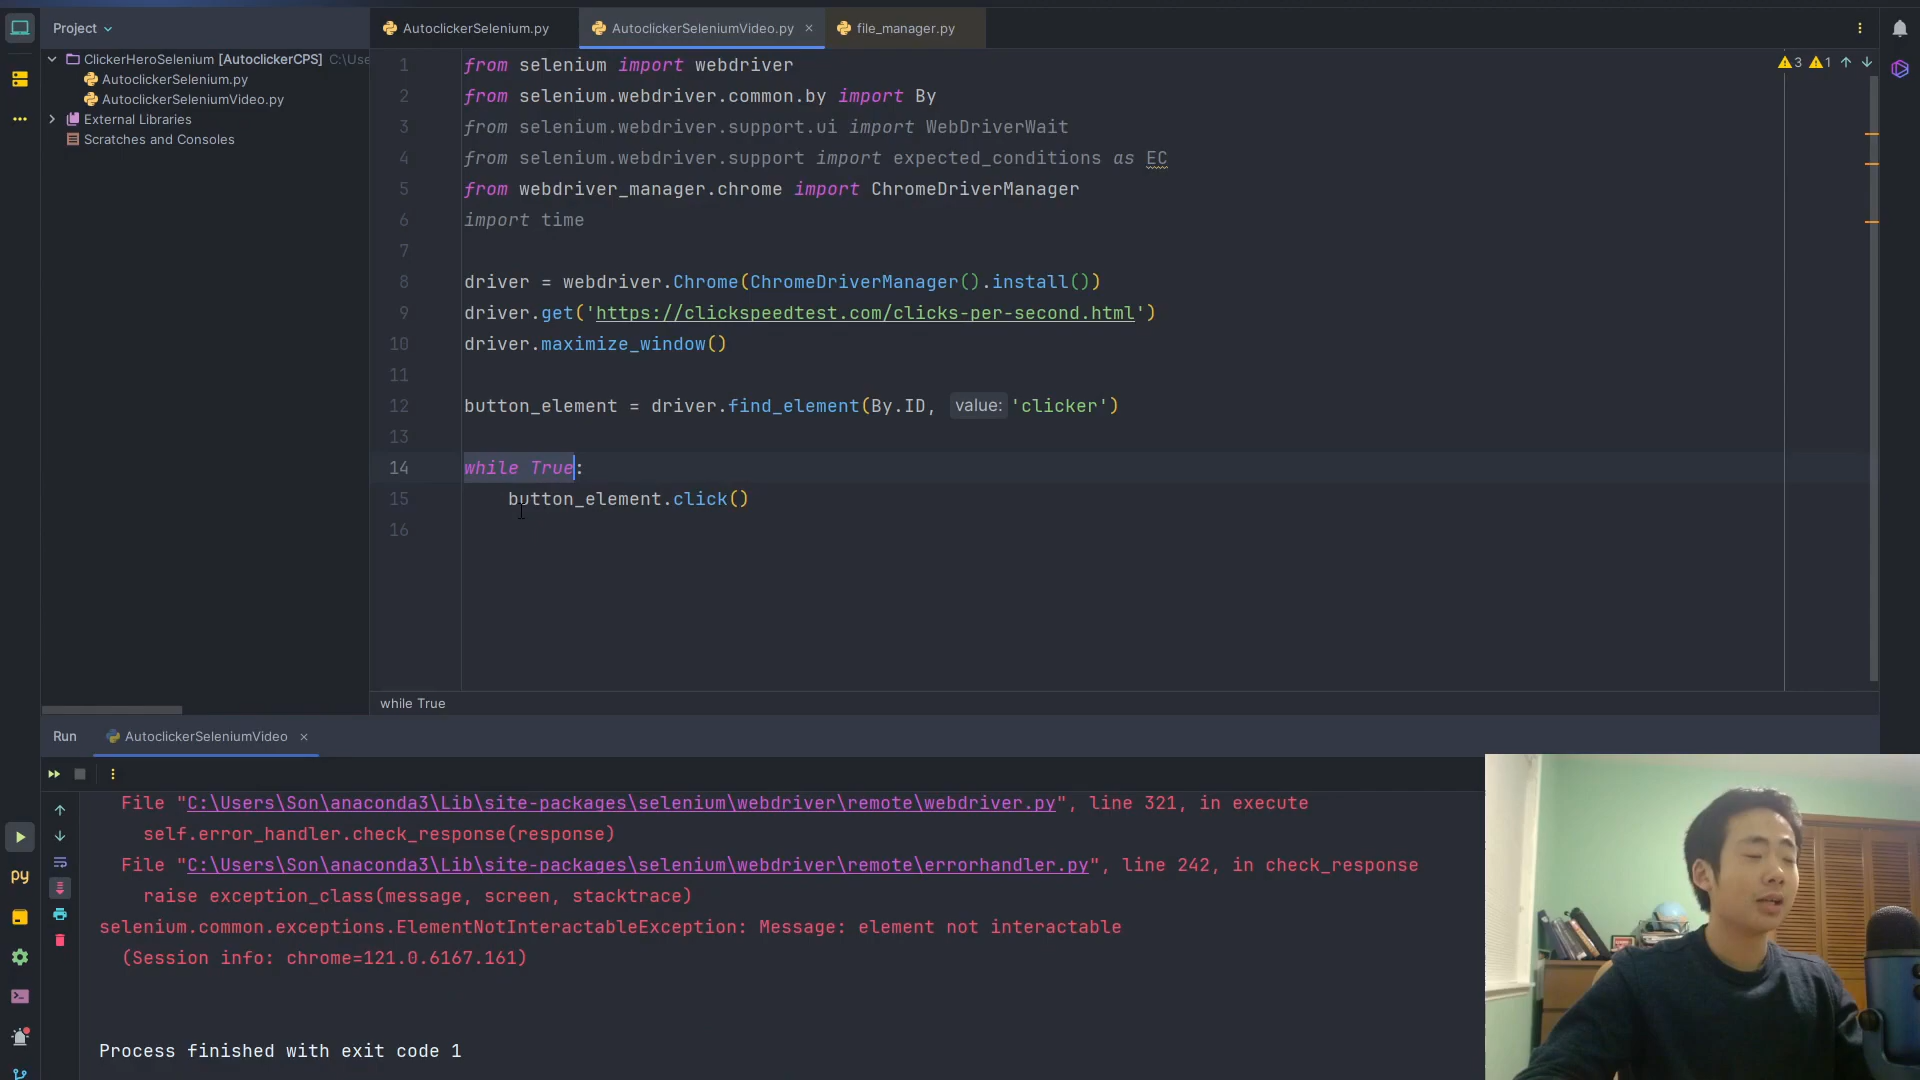 Project
AutoclickerSelenium.py
AutoclickerSeleniumVideo.py
file_manager.py
ClickerHeroSelenium [AutoclickerCPS] C:\Use
AutoclickerSelenium.py
AutoclickerSeleniumVideo.py
External Libraries
Scratches and Consoles
3 1
1 from selenium import webdriver
2 from selenium.webdriver.common.by import By
3 from selenium.webdriver.support.ui import WebDriverWait
4 from selenium.webdriver.support import expected_conditions as EC
5 from webdriver_manager.chrome import ChromeDriverManager
6 import time
7
8 driver = webdriver.Chrome(ChromeDriverManager().install())
9 driver.get('https://clickspeedtest.com/clicks-per-second.html')
10 driver.maximize_window()
11
12 button_element = driver.find_element(By.ID, value: 'clicker')
13
14 while True:
15 button_element.click()
16
while True
Run AutoclickerSeleniumVideo
File "C:\Users\Son\anaconda3\Lib\site-packages\selenium\webdriver\remote\webdriver.py", line 321, in execute
self.error_handler.check_response(response)
File "C:\Users\Son\anaconda3\Lib\site-packages\selenium\webdriver\remote\errorhandler.py", line 242, in check_response
raise exception_class(message, screen, stacktrace)
selenium.common.exceptions.ElementNotInteractableException: Message: element not interactable
(Session info: chrome=121.0.6167.161)
Process finished with exit code 1
py